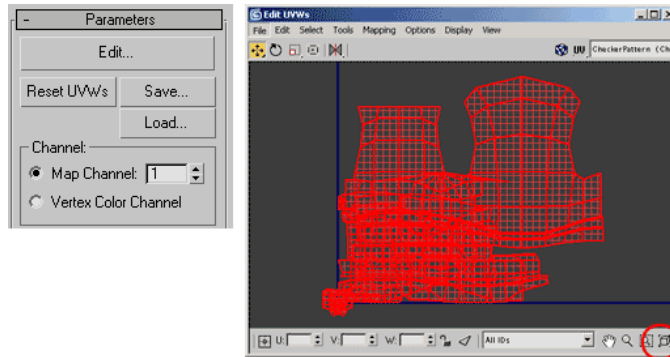 - Parameters
Edit...
Reset UVWs Save...
Load...
Channel:
Map Channel: 1
Vertex Color Channel
Edit UVWs
File Edit Select Tools Mapping Options Display View
UV CheckerPattern (Ch
U: V: W: All IDs